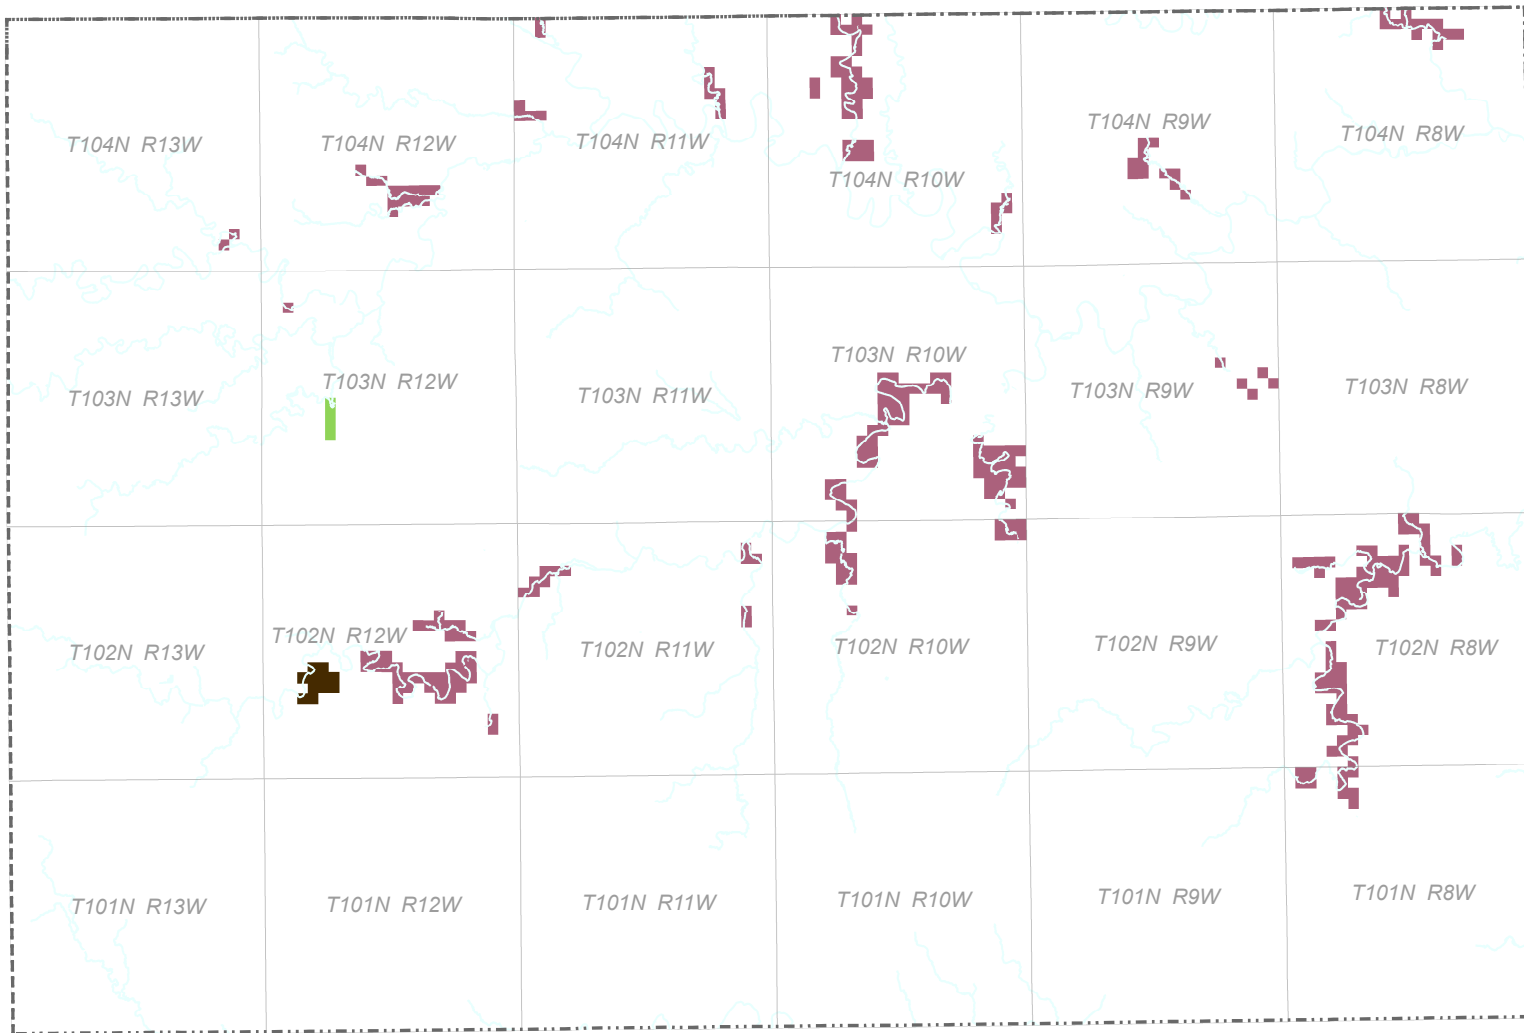 T104N R13W
T104N R12W
T104N R11W
T104N R10W
T104N R9W
T104N R8W
T103N R13W
T103N R12W
T103N R11W
T103N R10W
T103N R9W
T103N R8W
T102N R13W
T102N R12W
T102N R11W
T102N R10W
T102N R9W
T102N R8W
T101N R13W
T101N R12W
T101N R11W
T101N R10W
T101N R9W
T101N R8W